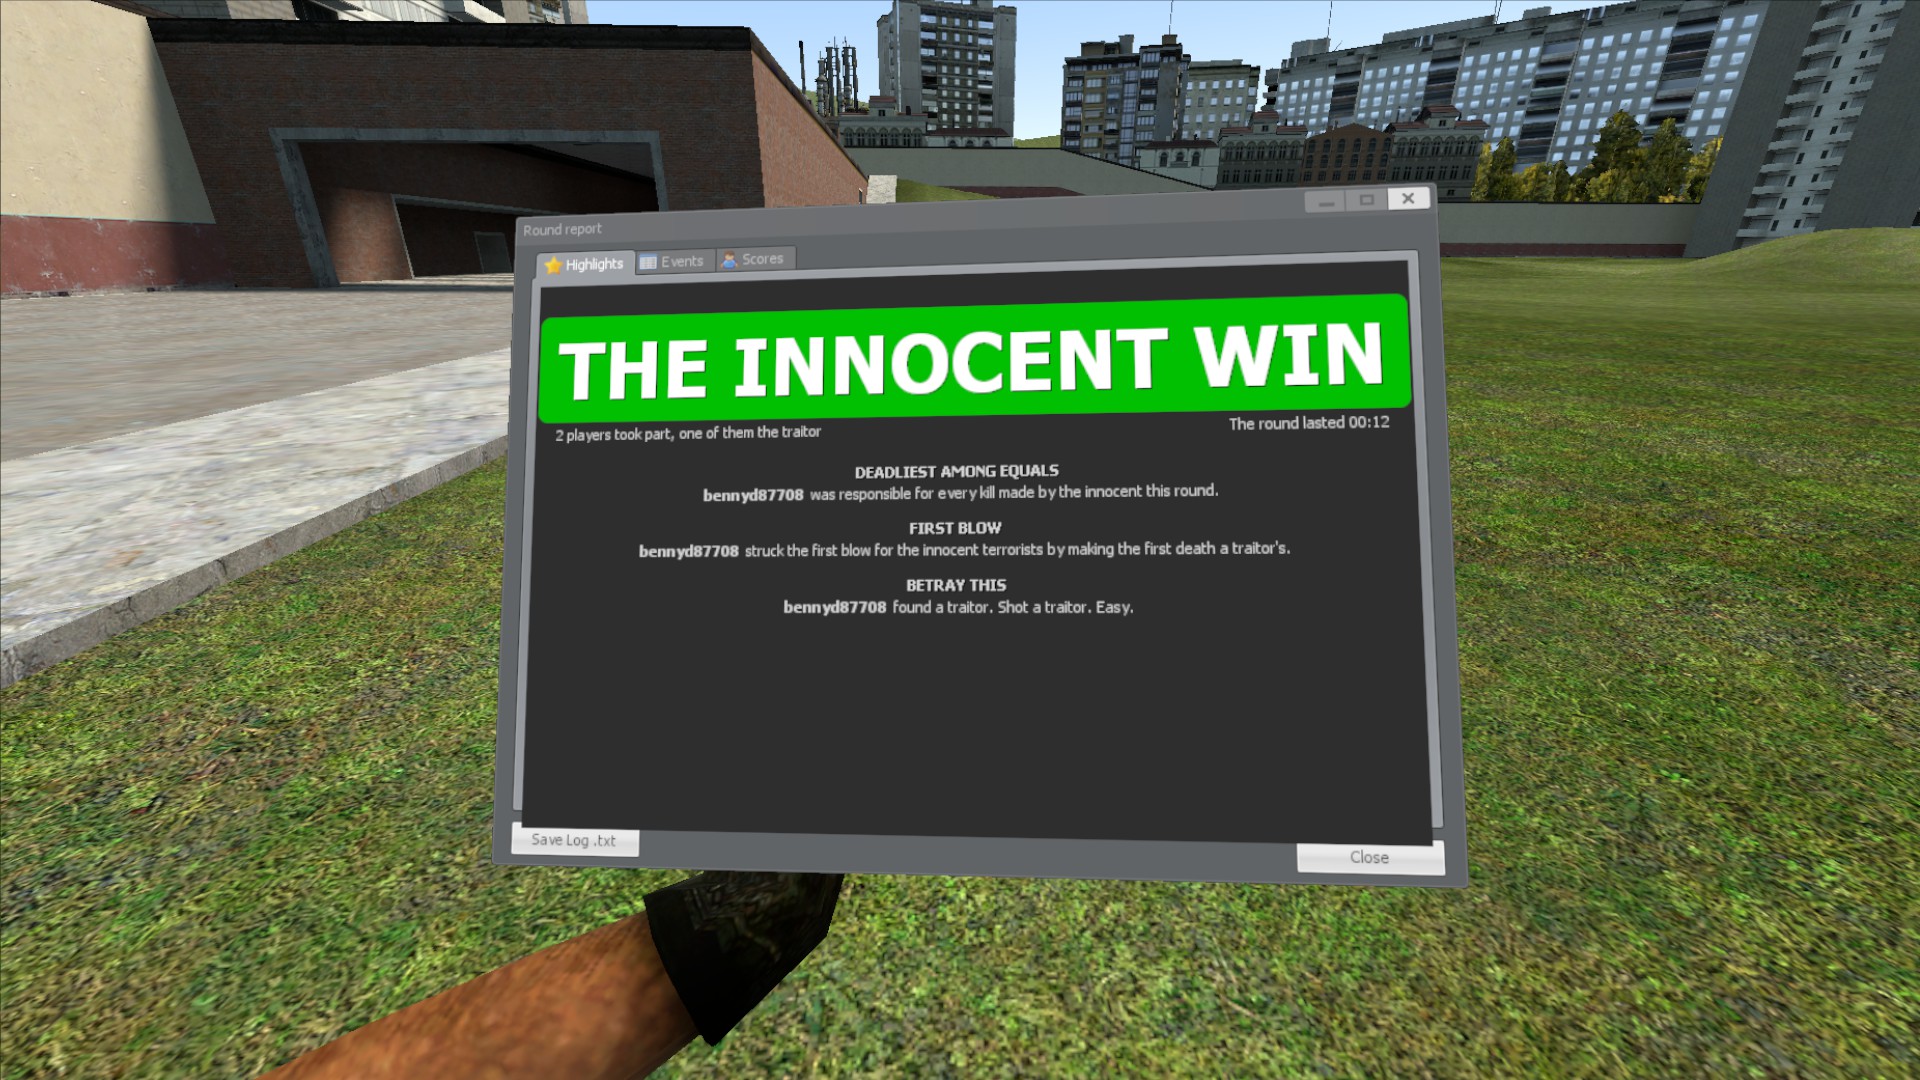 Round report
Highlights Events Scores
THE INNOCENT WIN
2 players took part, one of them the traitor The round lasted 00:12
DEADLIEST AMONG EQUALS
bennyd87708 was responsible for every kill made by the innocent this round.
FIRST BLOW
bennyd87708 struck the first blow for the innocent terrorists by making the first death a traitor's.
BETRAY THIS
bennyd87708 found a traitor. Shot a traitor. Easy.
Save Log .txt Close